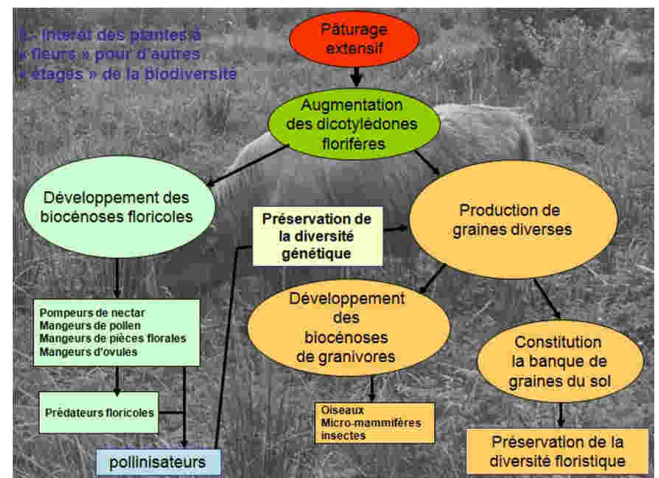 II- Intérêt des plantes à
« fleurs » pour d'autres
« étages » de la biodiversité
Pâturage
extensif
Augmentation
des dicotylédones
florifères
Développement des
biocénoses floricoles
Préservation de
la diversité
génétique
Production de
graines diverses
Pompeurs de nectar
Mangeurs de pollen
Mangeurs de pièces florales
Mangeurs d'ovules
Développement
des
biocénoses
de granivores
Constitution
la banque de
graines du sol
Prédateurs floricoles
Oiseaux
Micro-mammifères
insectes
pollinisateurs
Préservation de la
diversité floristique